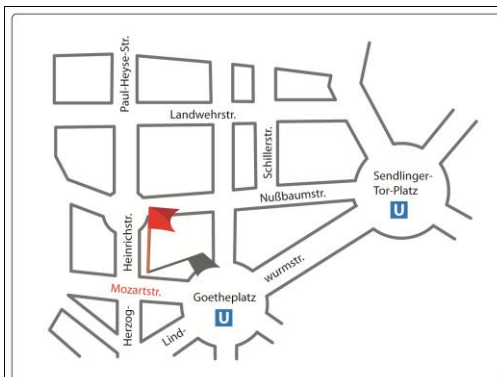 Paul-Heyse-Str.
Landwehrstr.
Schillerstr.
Sendlinger-
Tor-Platz
U
Nußbaumstr.
Heinrichstr.
wurmstr.
Mozartstr.
Goetheplatz
U
Herzog-
Lind-